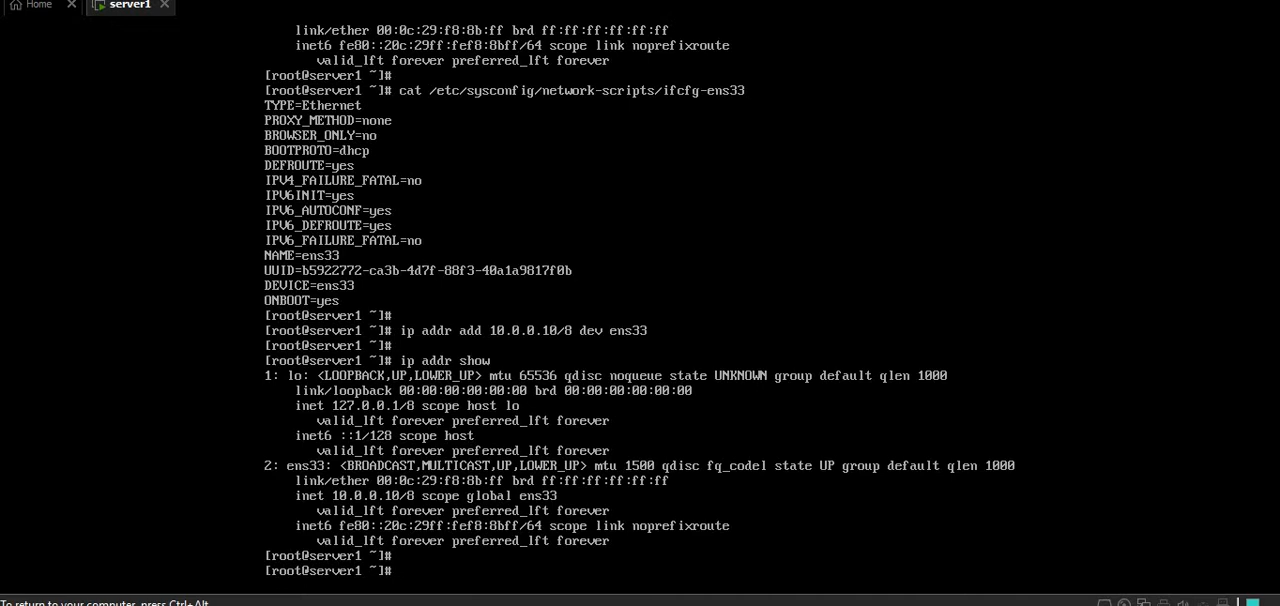 Home
server1
link/ether 00:0c:29:f8:8b:ff brd ff:ff:ff:ff:ff:ff
inet6 fe80::20c:29ff:fef8:8bff/64 scope link noprefixroute
valid_lft forever preferred_lft forever
[root@server1 ~]#
[root@server1 ~]# cat /etc/sysconfig/network-scripts/ifcfg-ens33
TYPE=Ethernet
PROXY_METHOD=none
BROWSER_ONLY=no
BOOTPROTO=dhcp
DEFROUTE=yes
IPV4_FAILURE_FATAL=no
IPV6INIT=yes
IPV6_AUTOCONF=yes
IPV6_DEFROUTE=yes
IPV6_FAILURE_FATAL=no
NAME=ens33
UUID=b5922772-ca3b-4d7f-88f3-40a1a9817f0b
DEVICE=ens33
ONBOOT=yes
[root@server1 ~]#
[root@server1 ~]# ip addr add 10.0.0.10/8 dev ens33
[root@server1 ~]#
[root@server1 ~]# ip addr show
1: lo: <LOOPBACK,UP,LOWER_UP> mtu 65536 qdisc noqueue state UNKNOWN group default qlen 1000
link/loopback 00:00:00:00:00:00 brd 00:00:00:00:00:00
inet 127.0.0.1/8 scope host lo
valid_lft forever preferred_lft forever
inet6 ::1/128 scope host
valid_lft forever preferred_lft forever
2: ens33: <BROADCAST,MULTICAST,UP,LOWER_UP> mtu 1500 qdisc fq_codel state UP group default qlen 1000
link/ether 00:0c:29:f8:8b:ff brd ff:ff:ff:ff:ff:ff
inet 10.0.0.10/8 scope global ens33
valid_lft forever preferred_lft forever
inet6 fe80::20c:29ff:fef8:8bff/64 scope link noprefixroute
valid_lft forever preferred_lft forever
[root@server1 ~]#
[root@server1 ~]#
To return to your computer, press Ctrl+Alt.